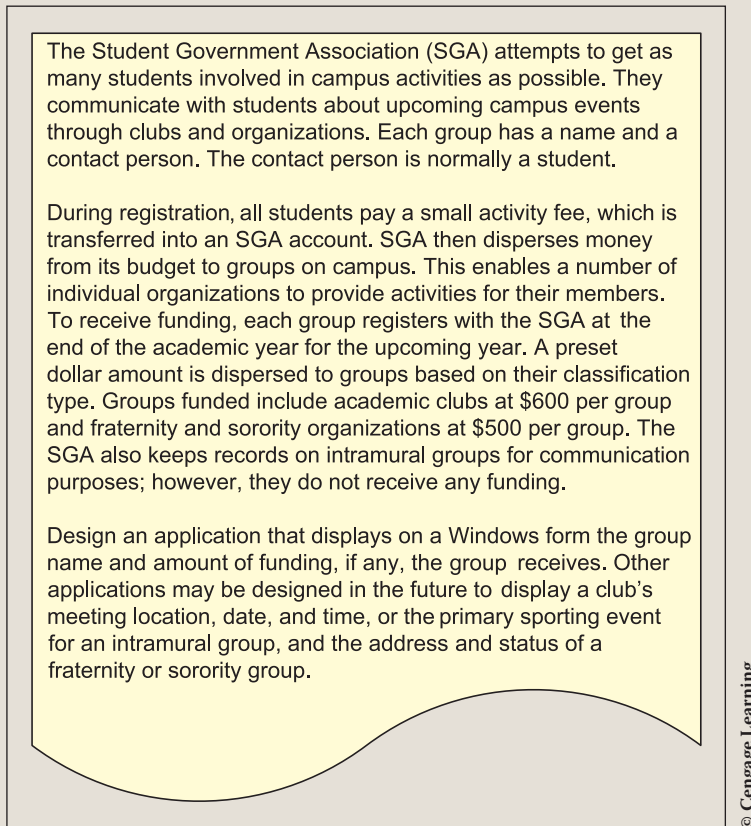 The Student Government Association (SGA) attempts to get as
many students involved in campus activities as possible. They
communicate with students about upcoming campus events
through clubs and organizations. Each group has a name and a
contact person. The contact person is normally a student.
During registration, all students pay a small activity fee, which is
transferred into an SGA account. SGA then disperses money
from its budget to groups on campus. This enables a number of
individual organizations to provide activities for their members.
To receive funding, each group registers with the SGA at the
end of the academic year for the upcoming year. A preset
dollar amount is dispersed to groups based on their classification
type. Groups funded include academic clubs at $600 per group
and fraternity and sorority organizations at $500 per group. The
SGA also keeps records on intramural groups for communication
purposes; however, they do not receive any funding.
Design an application that displays on a Windows form the group
name and amount of funding, if any, the group receives. Other
applications may be designed in the future to display a club's
meeting location, date, and time, or the primary sporting event
for an intramural group, and the address and status of a
fraternity or sorority group.
© Cengage Learning